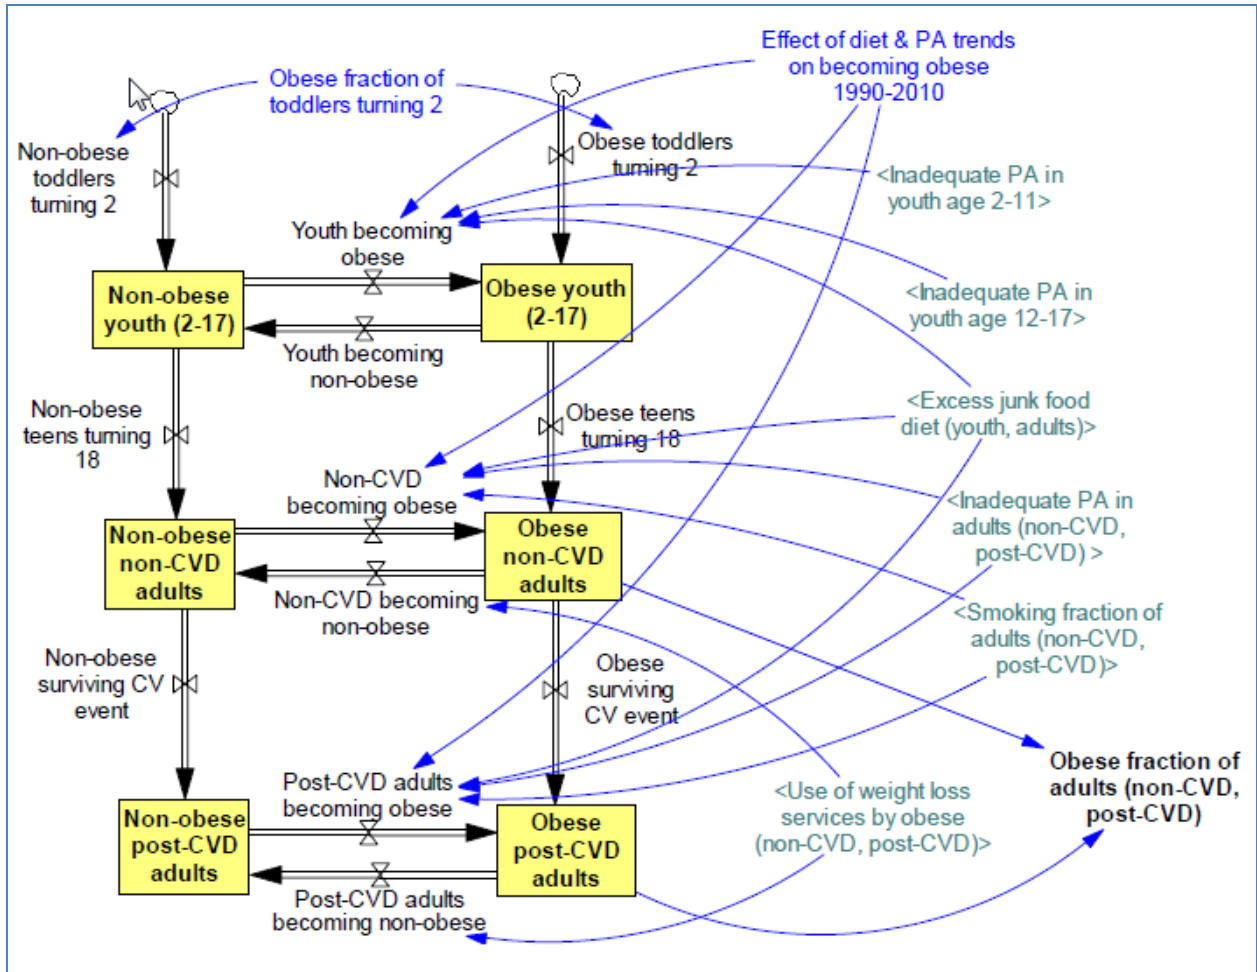 Effect of diet & PA trends
on becoming obese
1990-2010
Obese fraction of
toddlers turning 2
Non-obese
toddlers
turning 2
Obese toddlers
turning 2
<Inadequate PA in
youth age 2-11>
Youth becoming
obese
Non-obese
youth (2-17)
Obese youth
(2-17)
<Inadequate PA in
youth age 12-17>
Youth becoming
non-obese
Non-obese
teens turning
18
Obese teens
turning 18
<Excess junk food
diet (youth, adults)>
Non-CVD
becoming obese
<Inadequate PA in
adults (non-CVD,
post-CVD) >
Non-obese
non-CVD
adults
Obese
non-CVD
adults
Non-CVD becoming
non-obese
<Smoking fraction of
adults (non-CVD,
post-CVD)>
Non-obese
surviving CV
event
Obese
surviving
CV event
Post-CVD adults
becoming obese
Obese fraction of
adults (non-CVD,
post-CVD)
<Use of weight loss
services by obese
(non-CVD, post-CVD)>
Non-obese
post-CVD
adults
Obese
post-CVD
adults
Post-CVD adults
becoming non-obese